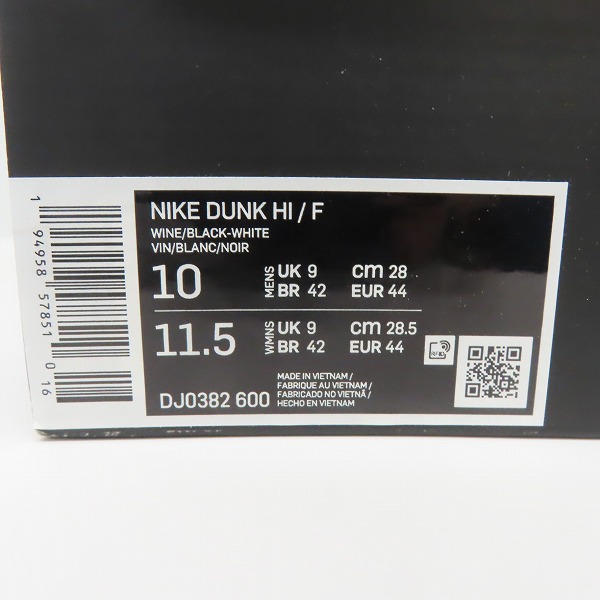 NIKE DUNK HI / F
WINE/BLACK-WHITE
VIN/BLANC/NOIR
10 MENS UK 9 cm 28
BR 42 EUR 44
11.5 WMNS UK 9 cm 28.5
BR 42 EUR 44
RFID
MADE IN VIETNAM /
FABRIQUE AU VIETNAM /
FABRICADO NO VIETNÃ /
HECHO EN VIETNAM
DJ0382 600
1 94958 57851 0 16